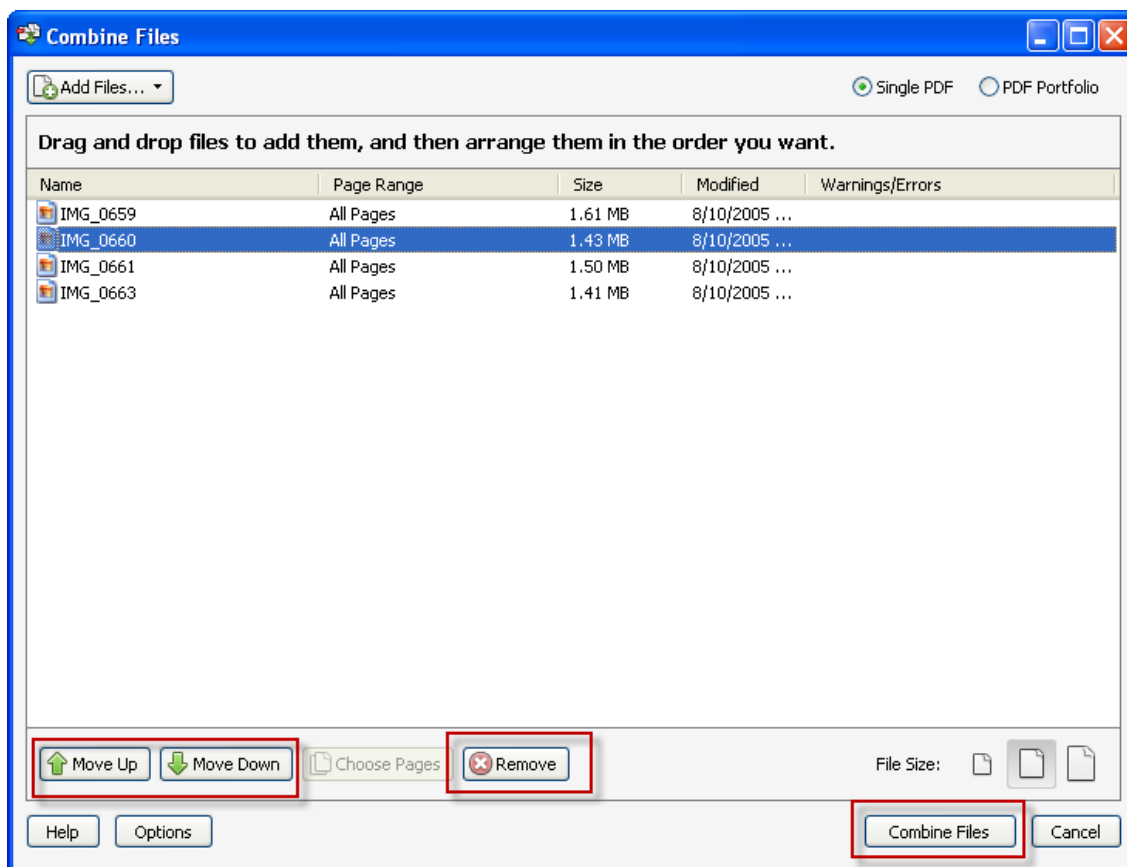 Combine Files
Add Files... Single PDF PDF Portfolio
Drag and drop files to add them, and then arrange them in the order you want.
Name Page Range Size Modified Warnings/Errors
IMG_0659 All Pages 1.61 MB 8/10/2005 ...
IMG_0660 All Pages 1.43 MB 8/10/2005 ...
IMG_0661 All Pages 1.50 MB 8/10/2005 ...
IMG_0663 All Pages 1.41 MB 8/10/2005 ...
Move Up Move Down Choose Pages Remove File Size:
Help Options Combine Files Cancel